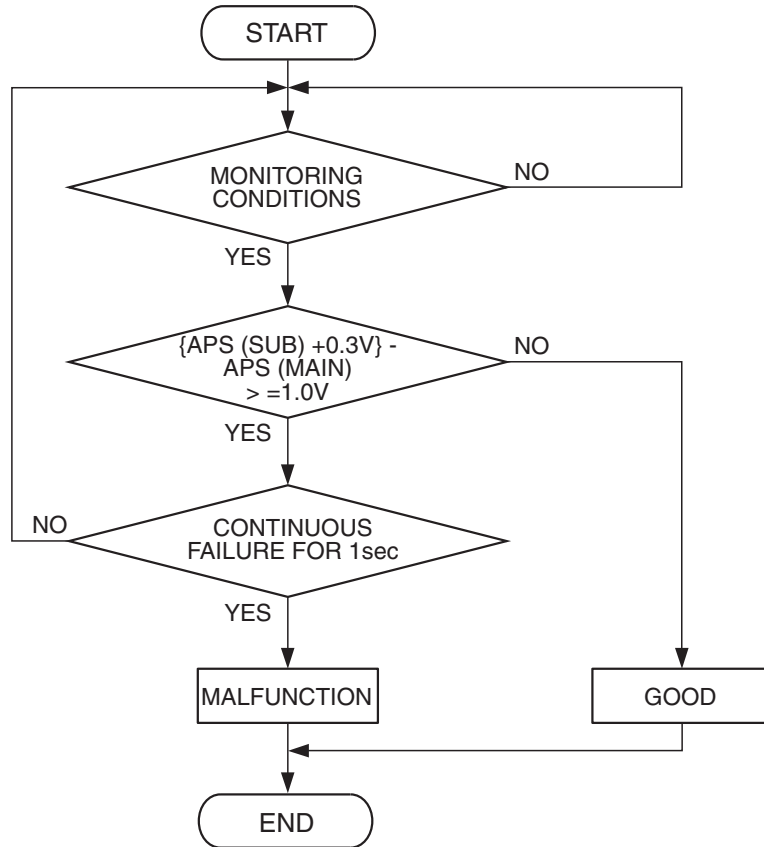 START
MONITORING
CONDITIONS
NO
YES
{APS (SUB) +0.3V} -
APS (MAIN)
> =1.0V
NO
YES
NO
CONTINUOUS
FAILURE FOR 1sec
YES
MALFUNCTION
GOOD
END